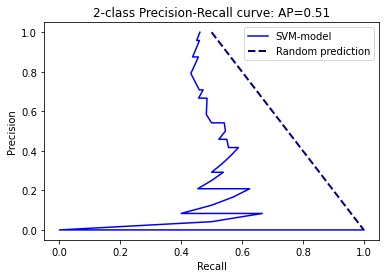 2-class Precision-Recall curve: AP=0.51
SVM-model
Random prediction
1.0
0.8
0.6
0.4
0.2
0.0
Precision
0.0 0.2 0.4 0.6 0.8 1.0
Recall